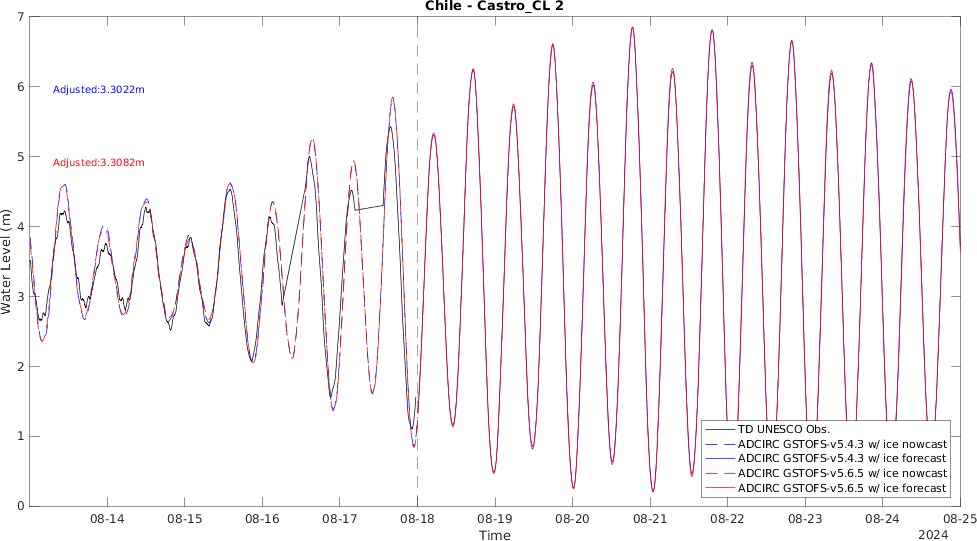 Chile - Castro_CL 2
7
6
5
4
3
2
1
0
Water Level (m)
Adjusted:3.3022m
Adjusted:3.3082m
TD UNESCO Obs.
ADCIRC GSTOFS-v5.4.3 w/ ice nowcast
ADCIRC GSTOFS-v5.4.3 w/ ice forecast
ADCIRC GSTOFS-v5.6.5 w/ ice nowcast
ADCIRC GSTOFS-v5.6.5 w/ ice forecast
08-14 08-15 08-16 08-17 08-18 08-19 08-20 08-21 08-22 08-23 08-24 08-25
Time
2024